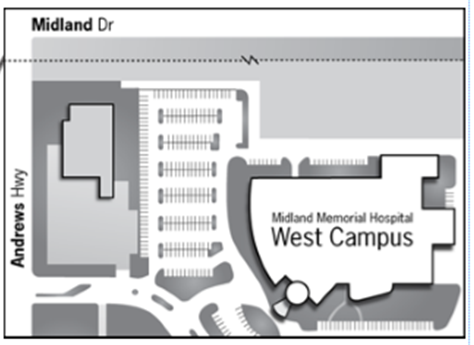 Midland Dr
Andrews Hwy
Midland Memorial Hospital
West Campus